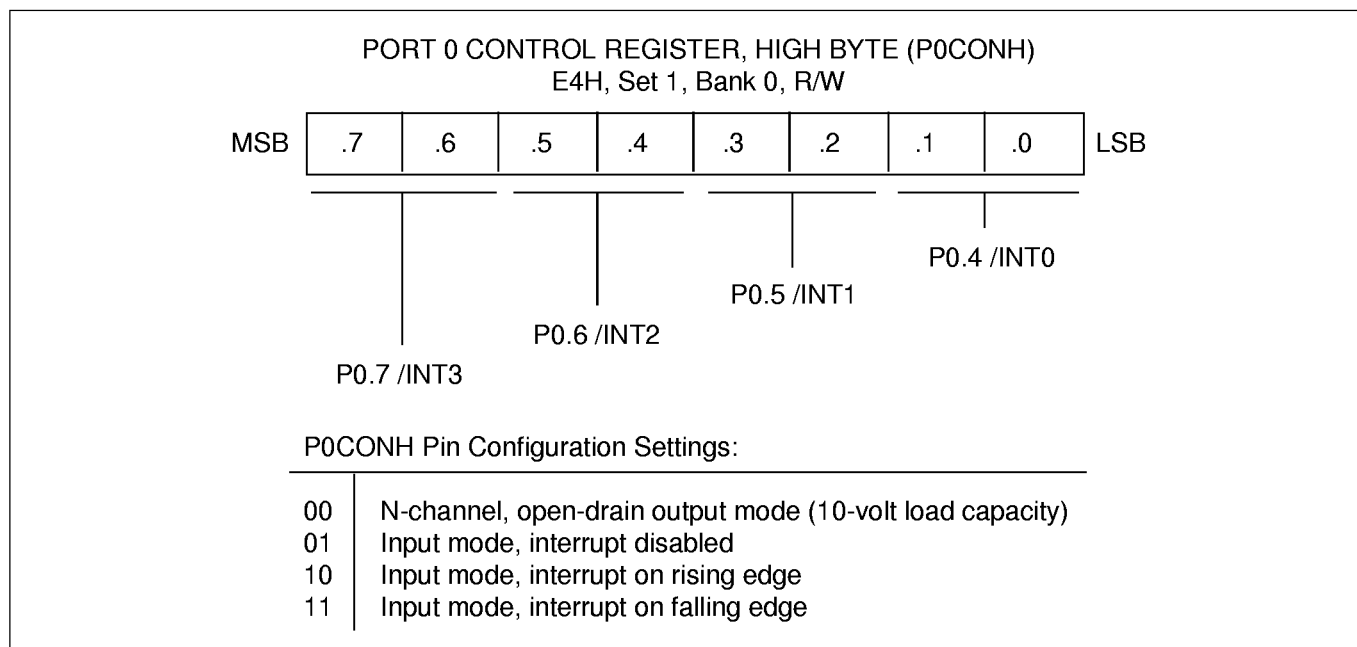 PORT 0 CONTROL REGISTER, HIGH BYTE (P0CONH)
E4H, Set 1, Bank 0, R/W
MSB .7 .6 .5 .4 .3 .2 .1 .0 LSB
P0.4 /INT0
P0.5 /INT1
P0.6 /INT2
P0.7 /INT3
P0CONH Pin Configuration Settings:
00 N-channel, open-drain output mode (10-volt load capacity)
01 Input mode, interrupt disabled
10 Input mode, interrupt on rising edge
11 Input mode, interrupt on falling edge